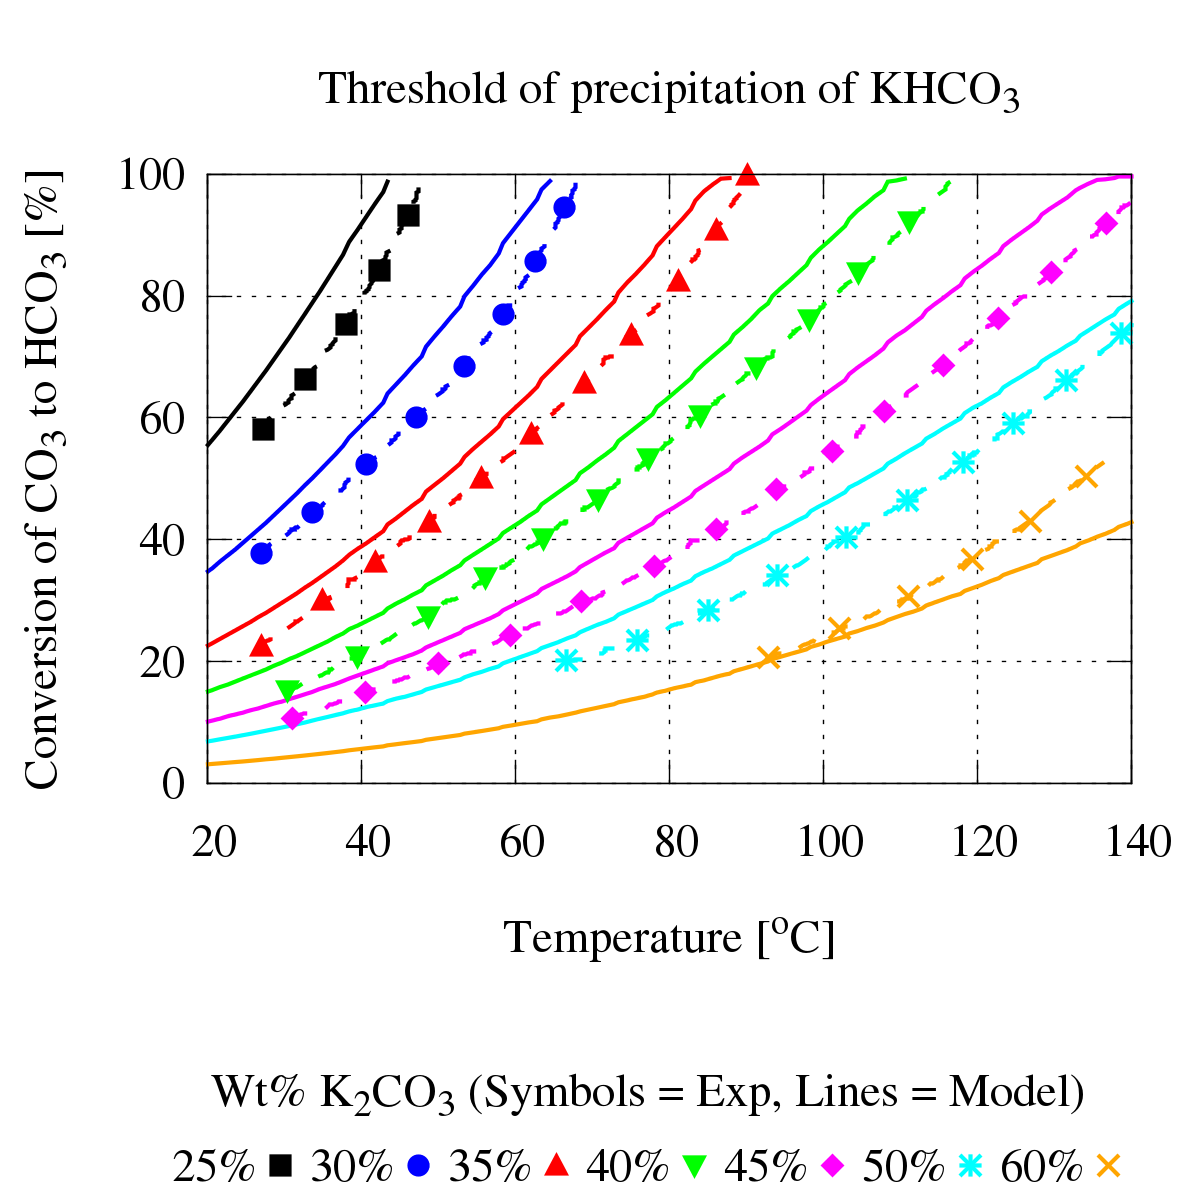 Threshold of precipitation of KHCO₃
Conversion of CO₃ to HCO₃ [%]
100
80
60
40
20
0
20 40 60 80 100 120 140
Temperature [°C]
Wt% K₂CO₃ (Symbols = Exp, Lines = Model)
25% 30% 35% 40% 45% 50% 60%